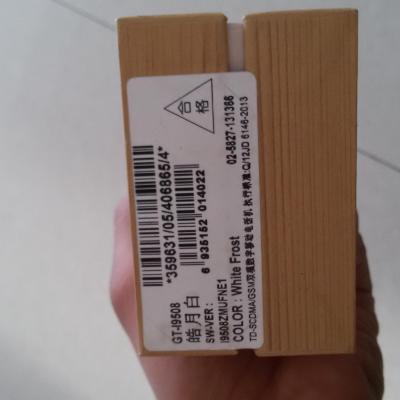 GT-I9508
皓月白
SW-VER :
I9508ZMUFNE1
COLOR : White Frost
TD-SCDMA/GSM双模数字移动电话机 执行标准:Q/12JD 6146-2013
*359631/05/406865/4*
6 935152 014022
合格
02-5827-131366